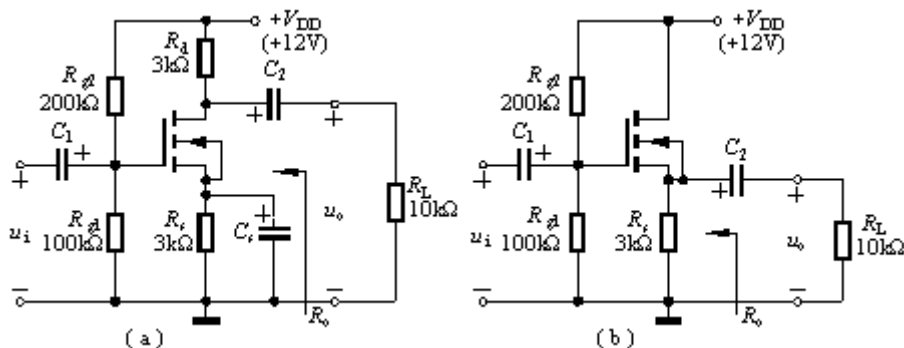 +V_DD
(+12V)
R_d
3kΩ
C_2
R_g2
200kΩ
C_1
+
+
+
+
+
R_g1
100kΩ
R_s
3kΩ
C_s
u_i
u_o
R_L
10kΩ
R_o
−
−
(a)
+V_DD
(+12V)
R_g2
200kΩ
C_1
+
+
C_2
+
+
R_g1
100kΩ
R_s
3kΩ
u_i
u_o
R_L
10kΩ
R_o
−
−
(b)